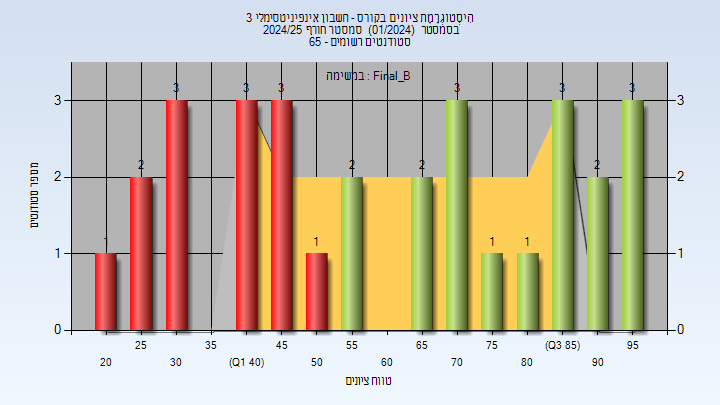 הִיסְטוֹגְרָמַת ציונים בקורס - חשבון אינפיניטסימלי 3
בסמסטר (01/2024) סמסטר חורף 2024/25
סטודנטים רשומים - 65
במשימה : Final_B
מספר סטודנטים
3 3
2 2
1 1
0 0
1 2 3 3 3 1 2 2 3 1 1 3 2 3
25 35 45 55 65 75 (Q3 85) 95
20 30 (Q1 40) 50 60 70 80 90
טווח ציונים